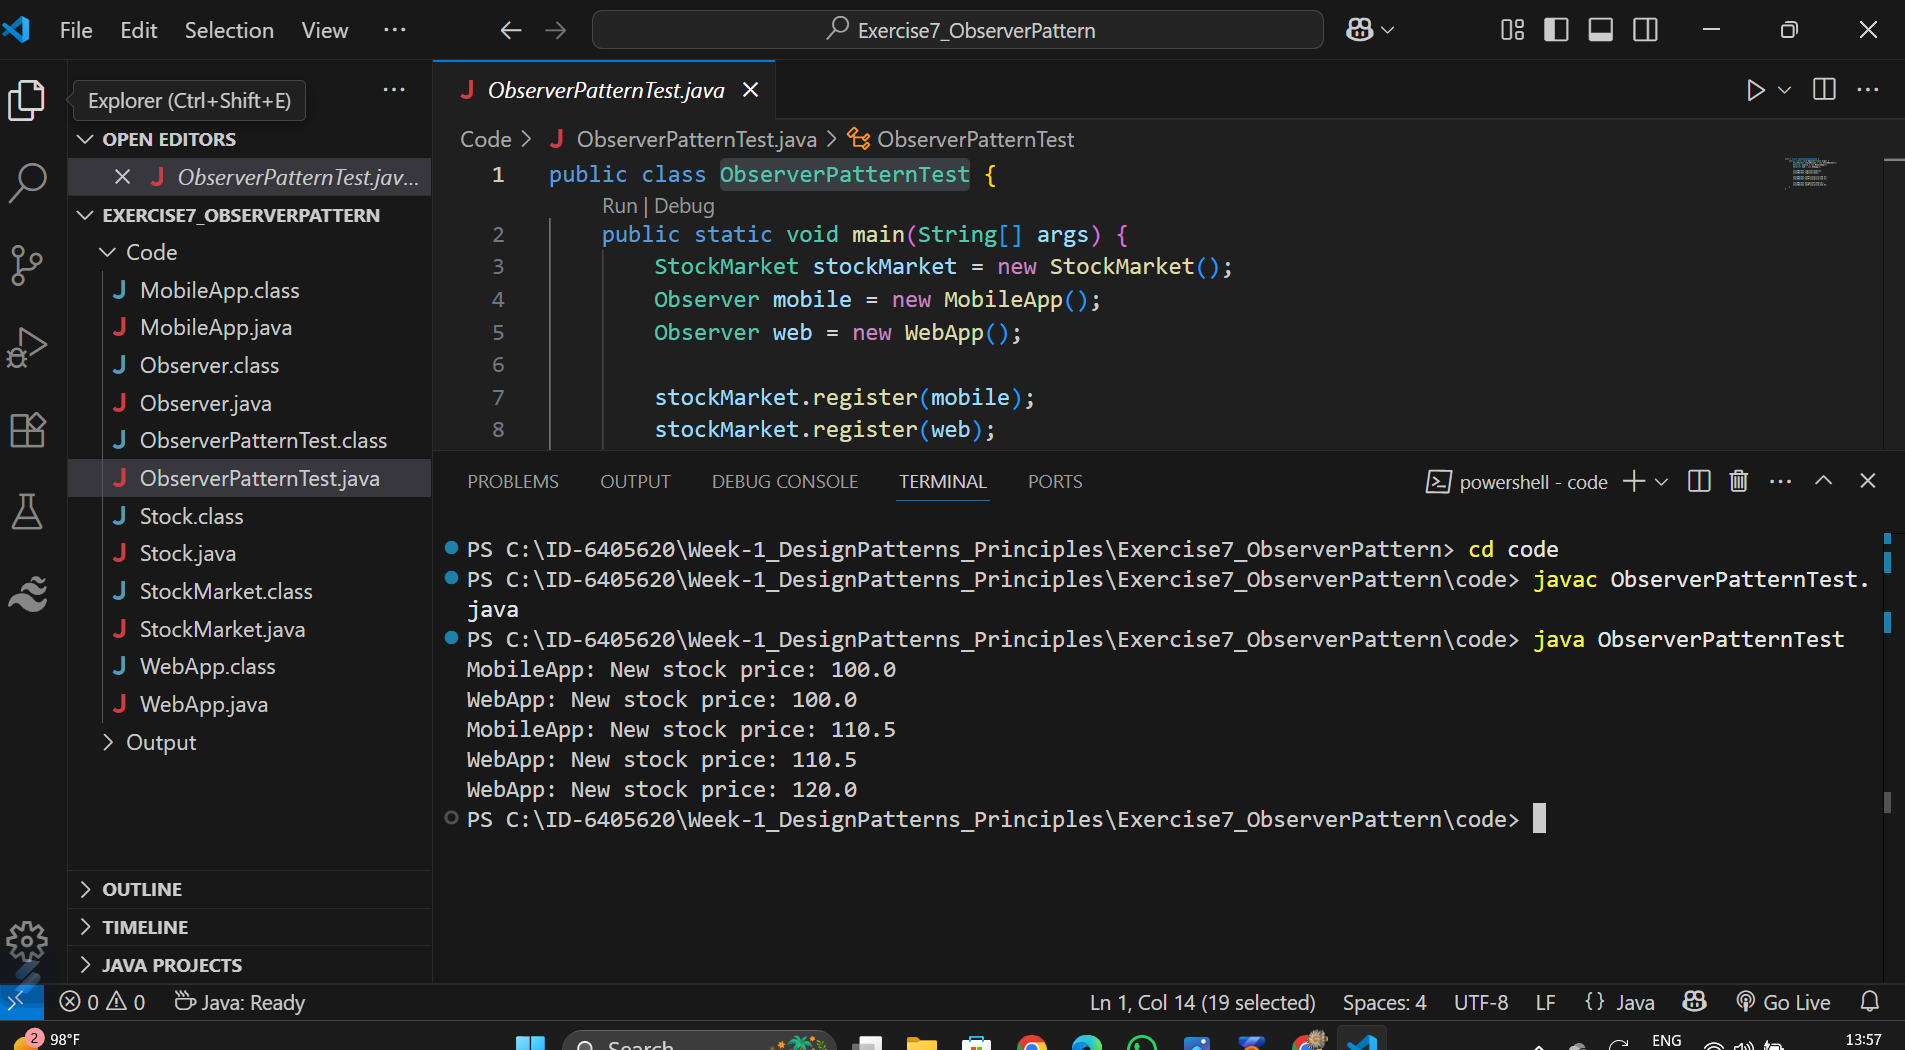 File Edit Selection View ···
Exercise7_ObserverPattern
Explorer (Ctrl+Shift+E)
···
OPEN EDITORS
ObserverPatternTest.jav...
EXERCISE7_OBSERVERPATTERN
Code
MobileApp.class
MobileApp.java
Observer.class
Observer.java
ObserverPatternTest.class
ObserverPatternTest.java
Stock.class
Stock.java
StockMarket.class
StockMarket.java
WebApp.class
WebApp.java
Output
OUTLINE
TIMELINE
JAVA PROJECTS
ObserverPatternTest.java
Code > ObserverPatternTest.java > ObserverPatternTest
1 public class ObserverPatternTest {
Run | Debug
2 public static void main(String[] args) {
3 StockMarket stockMarket = new StockMarket();
4 Observer mobile = new MobileApp();
5 Observer web = new WebApp();
6
7 stockMarket.register(mobile);
8 stockMarket.register(web);
PROBLEMS OUTPUT DEBUG CONSOLE TERMINAL PORTS
powershell - code
PS C:\ID-6405620\Week-1_DesignPatterns_Principles\Exercise7_ObserverPattern> cd code
PS C:\ID-6405620\Week-1_DesignPatterns_Principles\Exercise7_ObserverPattern\code> javac ObserverPatternTest.
java
PS C:\ID-6405620\Week-1_DesignPatterns_Principles\Exercise7_ObserverPattern\code> java ObserverPatternTest
MobileApp: New stock price: 100.0
WebApp: New stock price: 100.0
MobileApp: New stock price: 110.5
WebApp: New stock price: 110.5
WebApp: New stock price: 120.0
PS C:\ID-6405620\Week-1_DesignPatterns_Principles\Exercise7_ObserverPattern\code>
0 0 Java: Ready
Ln 1, Col 14 (19 selected) Spaces: 4 UTF-8 LF {} Java Go Live
2 98°F
Search
ENG
13:57